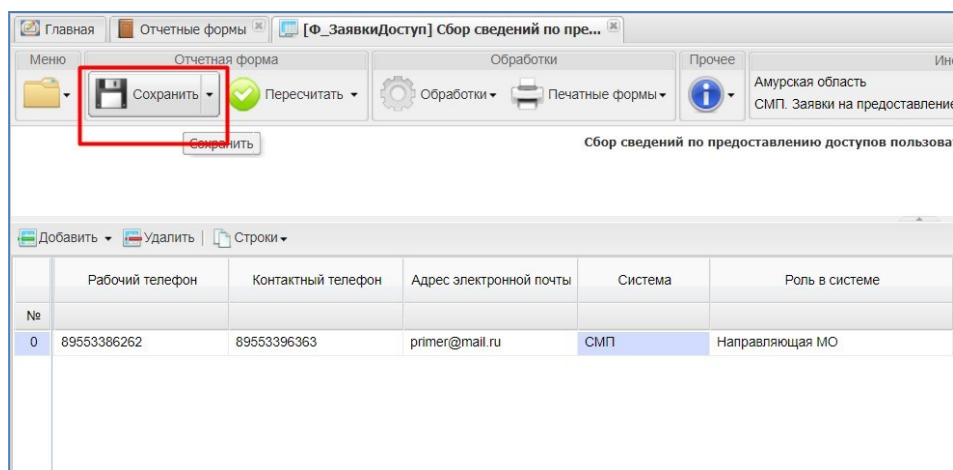 Главная Отчетные формы [Ф_ЗаявкиДоступ] Сбор сведений по пре...
Меню Отчетная форма Обработки Прочее Ин
Сохранить Пересчитать Обработки Печатные формы Амурская область
СМП. Заявки на предоставление
Сохранить Сбор сведений по предоставлению доступов пользова
Добавить Удалить Строки
Рабочий телефон Контактный телефон Адрес электронной почты Система Роль в системе
№
0 89553386262 89553396363 primer@mail.ru СМП Направляющая МО